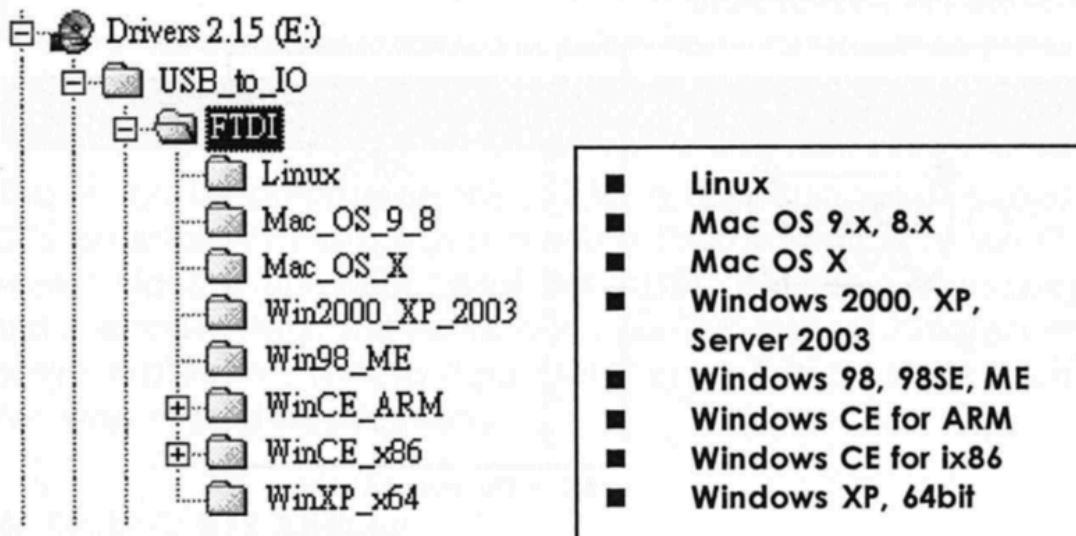 Drivers 2.15 (E:)
USB_to_IO
FTDI
Linux
Mac_OS_9_8
Mac_OS_X
Win2000_XP_2003
Win98_ME
WinCE_ARM
WinCE_x86
WinXP_x64
Linux
Mac OS 9.x, 8.x
Mac OS X
Windows 2000, XP,
Server 2003
Windows 98, 98SE, ME
Windows CE for ARM
Windows CE for ix86
Windows XP, 64bit